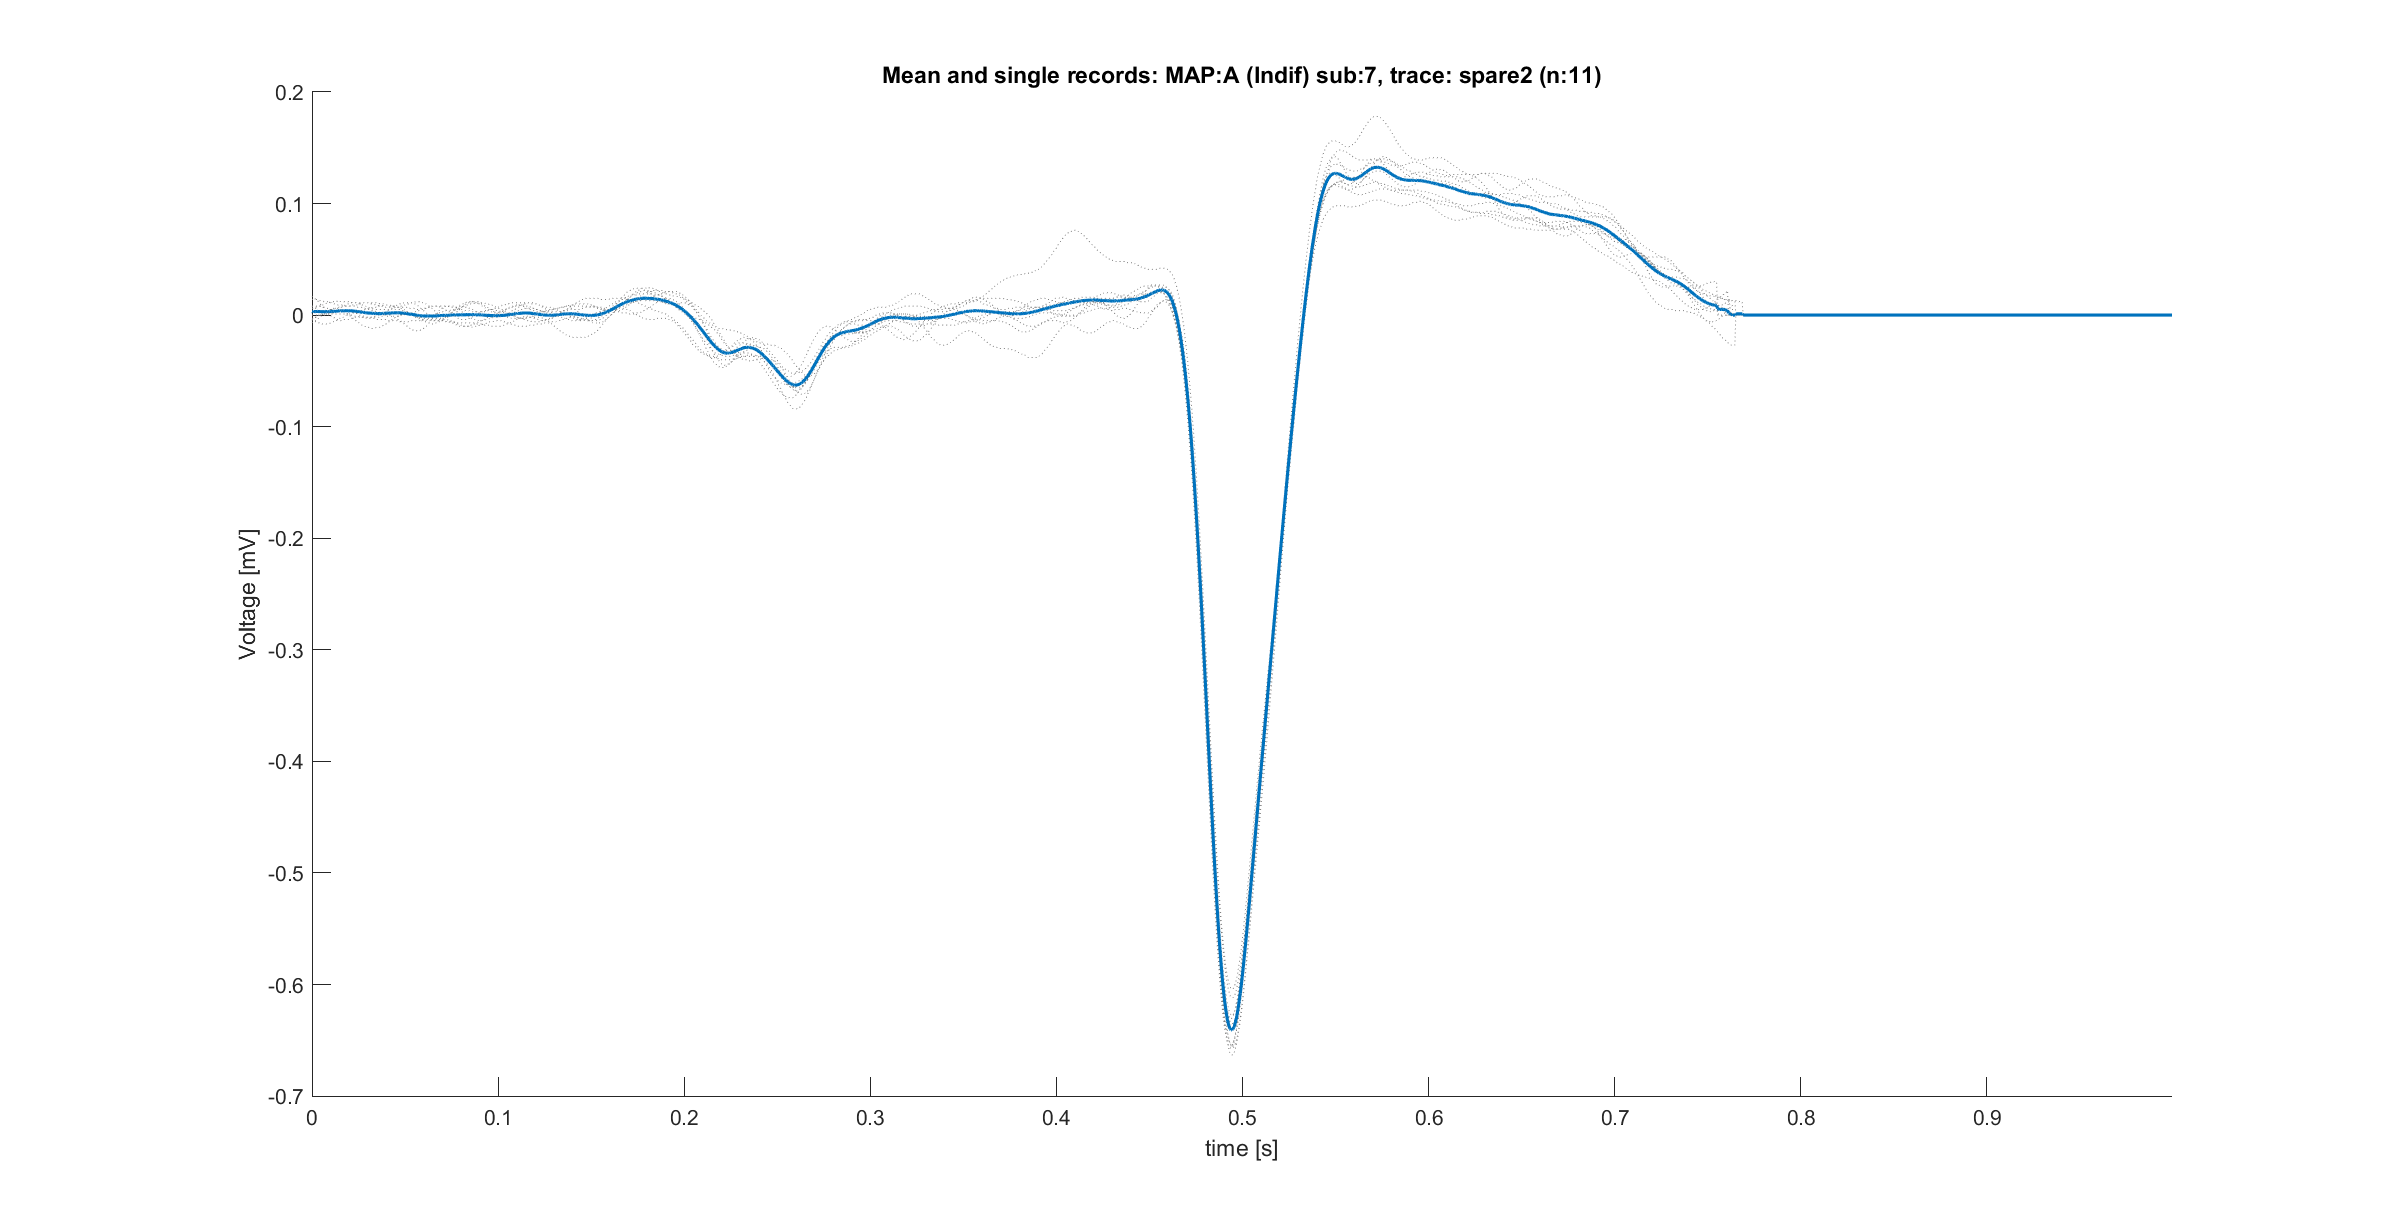 Mean and single records: MAP:A (Indif) sub:7, trace: spare2 (n:11)
0.2
0.1
0
-0.1
-0.2
-0.3
-0.4
-0.5
-0.6
-0.7
Voltage [mV]
0 0.1 0.2 0.3 0.4 0.5 0.6 0.7 0.8 0.9
time [s]